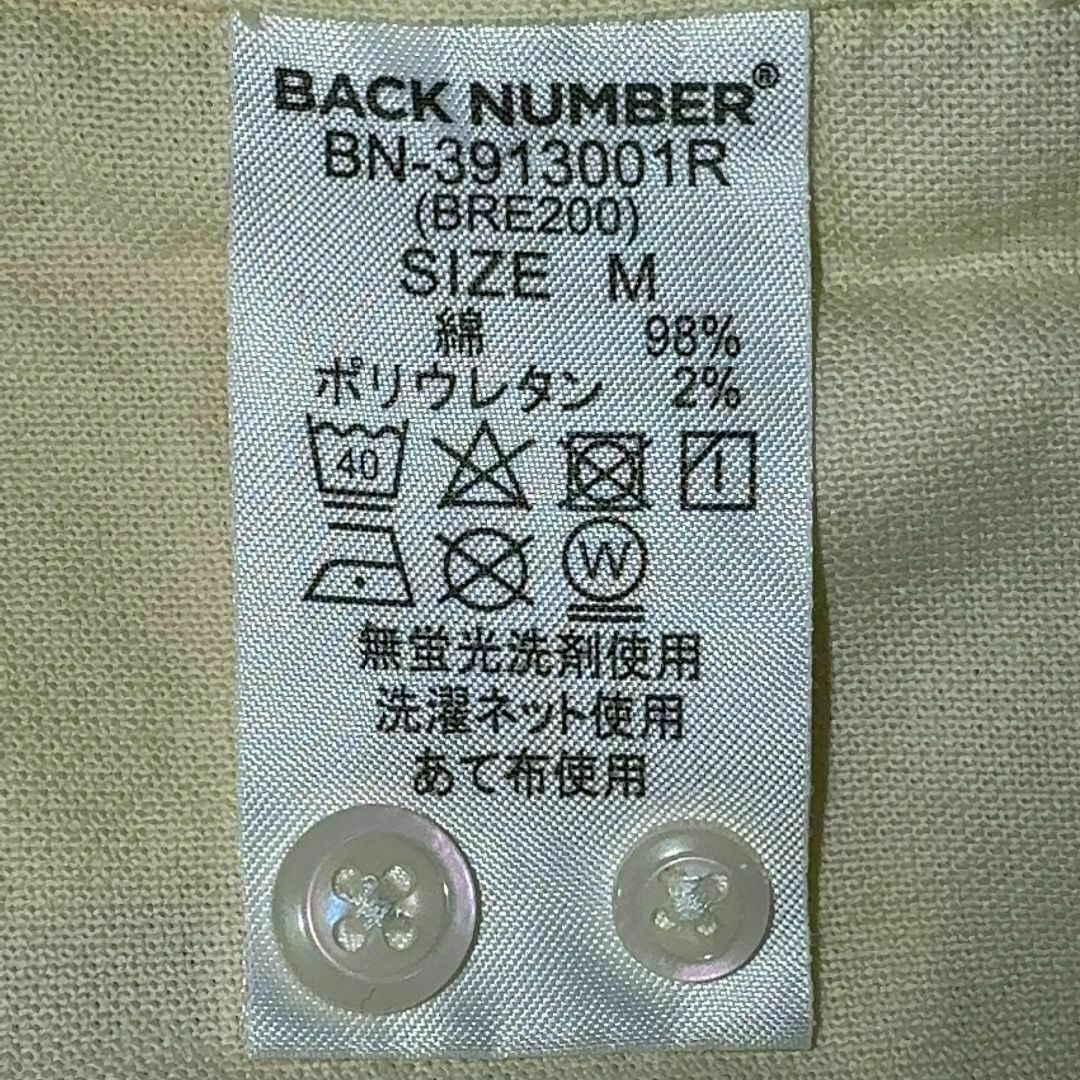 BACK NUMBER®
BN-3913001R
(BRE200)
SIZE M
綿 98%
ポリウレタン 2%
40
W
無蛍光洗剤使用
洗濯ネット使用
あて布使用